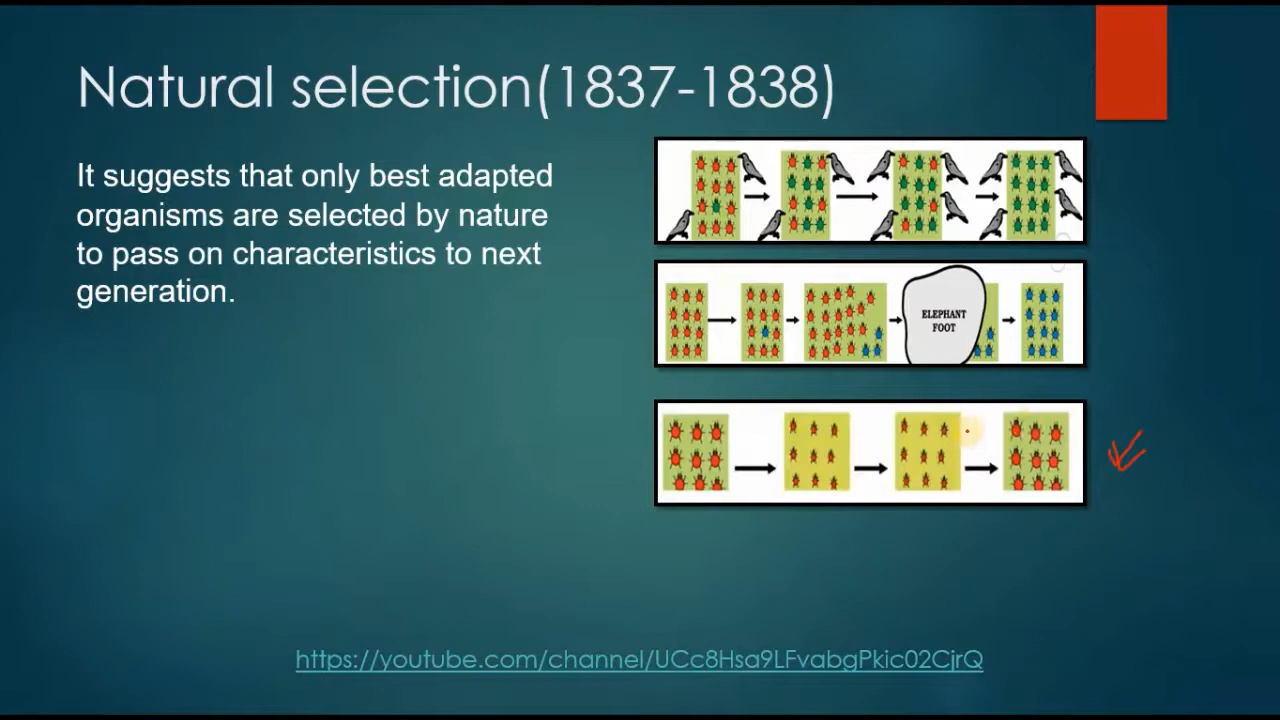 Natural selection(1837-1838)
It suggests that only best adapted
organisms are selected by nature
to pass on characteristics to next
generation.
ELEPHANT
FOOT
https://youtube.com/channel/UCc8Hsa9LFvabgPkic02CjrQ